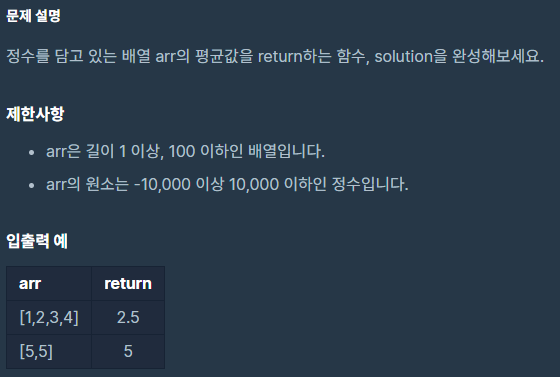 문제 설명
정수를 담고 있는 배열 arr의 평균값을 return하는 함수, solution을 완성해보세요.
제한사항
• arr은 길이 1 이상, 100 이하인 배열입니다.
• arr의 원소는 -10,000 이상 10,000 이하인 정수입니다.
입출력 예
arr return
[1,2,3,4] 2.5
[5,5] 5